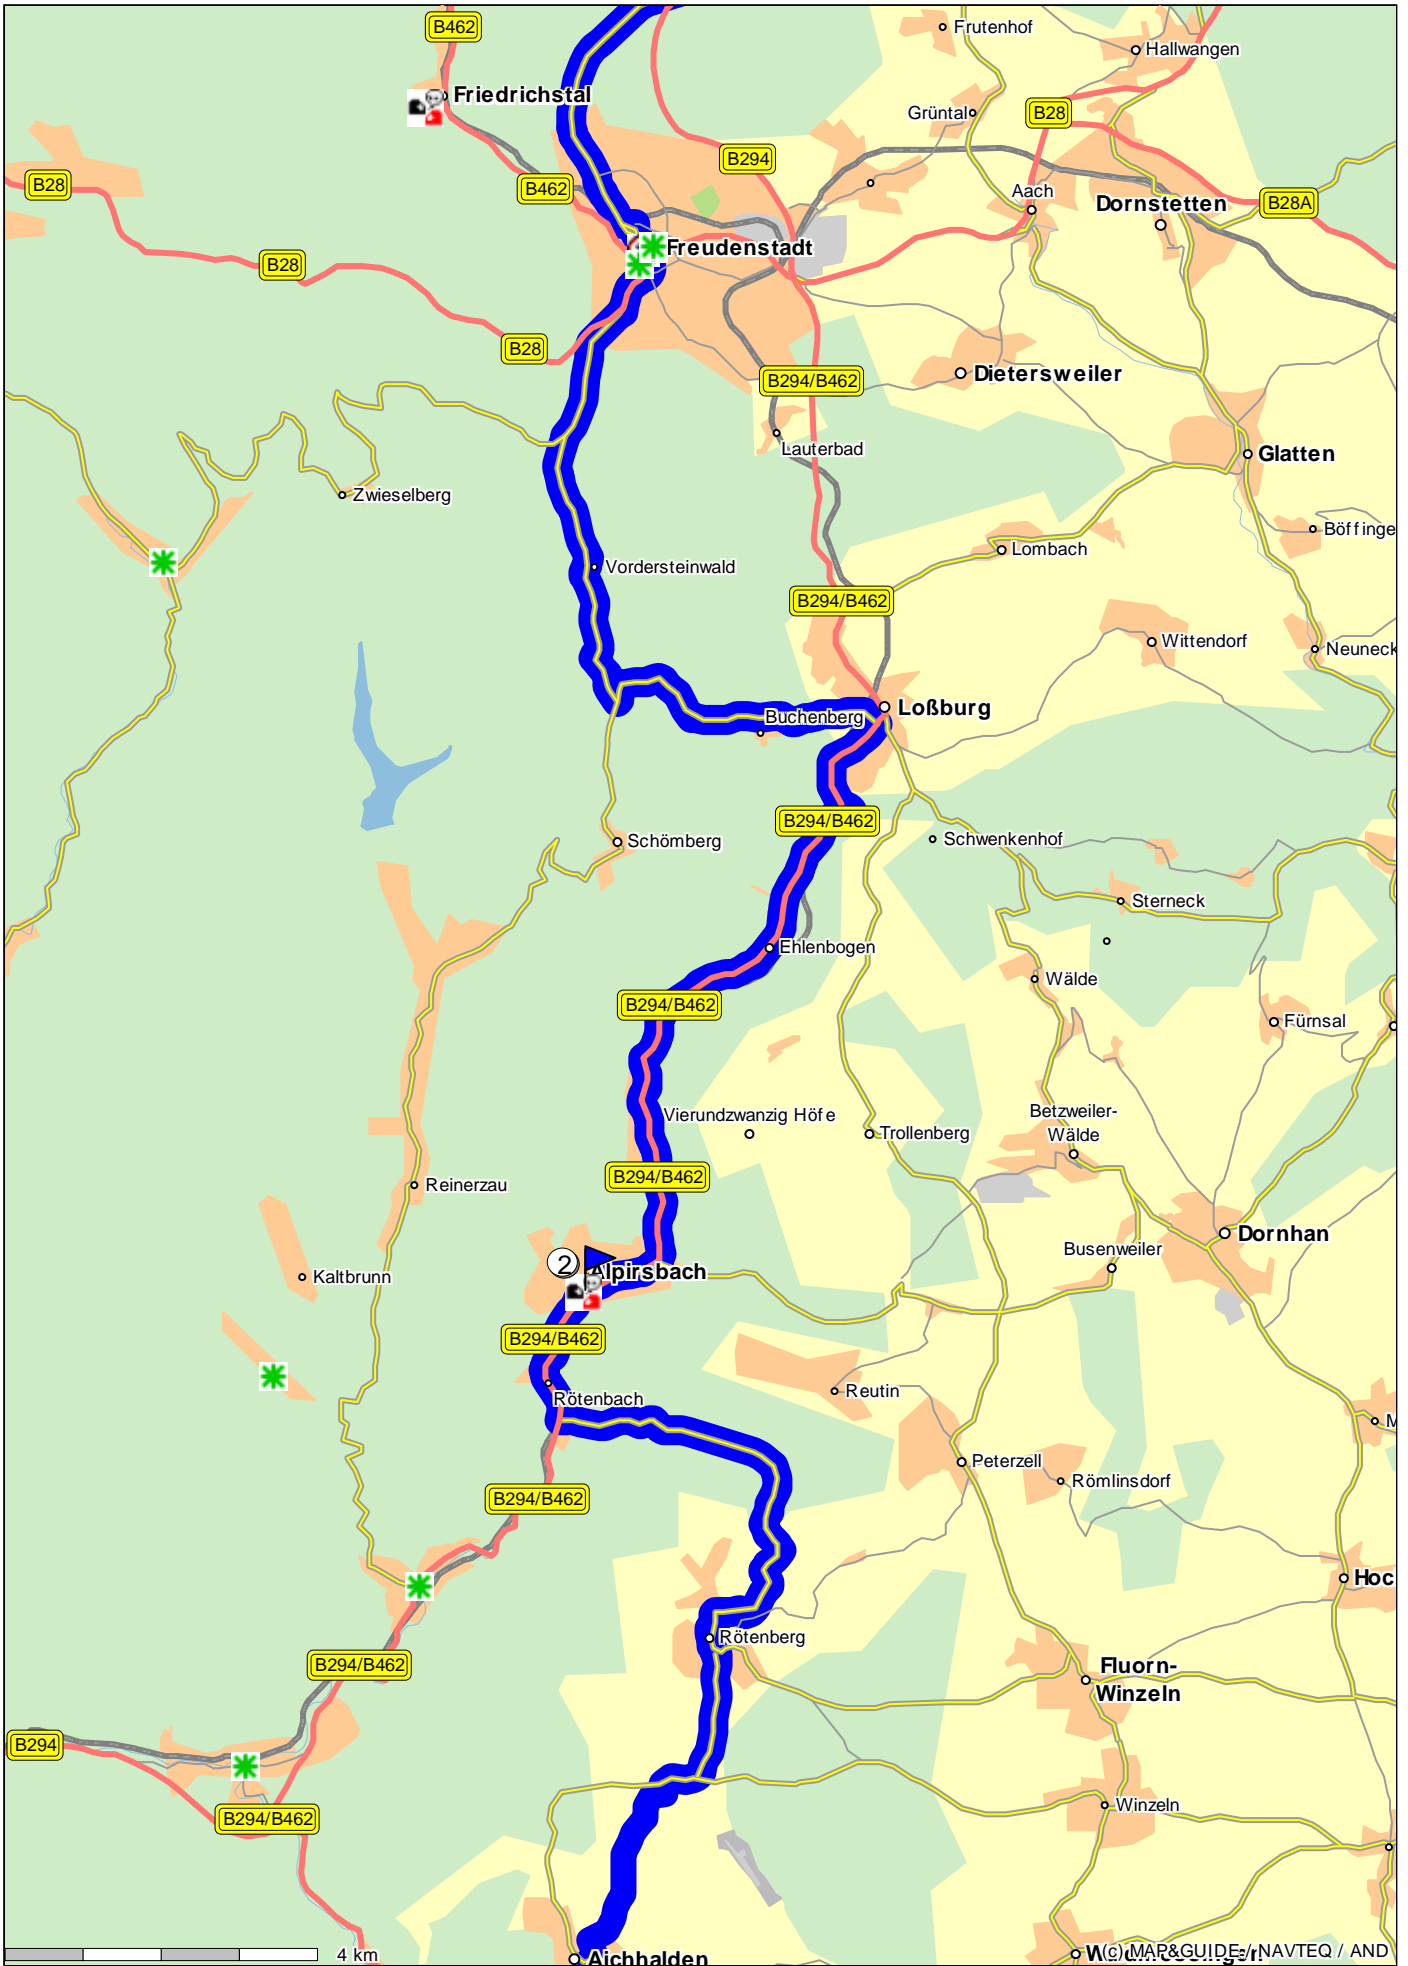 B462
Frutenhof
Hallwangen
Friedrichstal
Grüntal
B28
B294
B28
B462
Aach
Dornstetten
B28A
Freudenstadt
B28
B28
Dietersweiler
B294/B462
Lauterbad
Glatten
Zwieselberg
Böffinge
Lombach
Vordersteinwald
B294/B462
Wittendorf
Neuneck
Loßburg
Buchenberg
B294/B462
Schömberg
Schwenkenhof
Sterneck
Ehlenbogen
Wälde
B294/B462
Fürnsal
Vierundzwanzig Höfe
Betzweiler-
Wälde
Trollenberg
B294/B462
Reinerzau
Dornhan
Busenweiler
2
Alpirsbach
Kaltbrunn
B294/B462
Reutin
Rötenbach
M
Peterzell
Römlinsdorf
B294/B462
Hoc
Rötenberg
B294/B462
Fluorn-
Winzeln
B294
Winzeln
B294/B462
4 km
Aichhalden
(c) MAP&GUIDE / NAVTEQ / AND